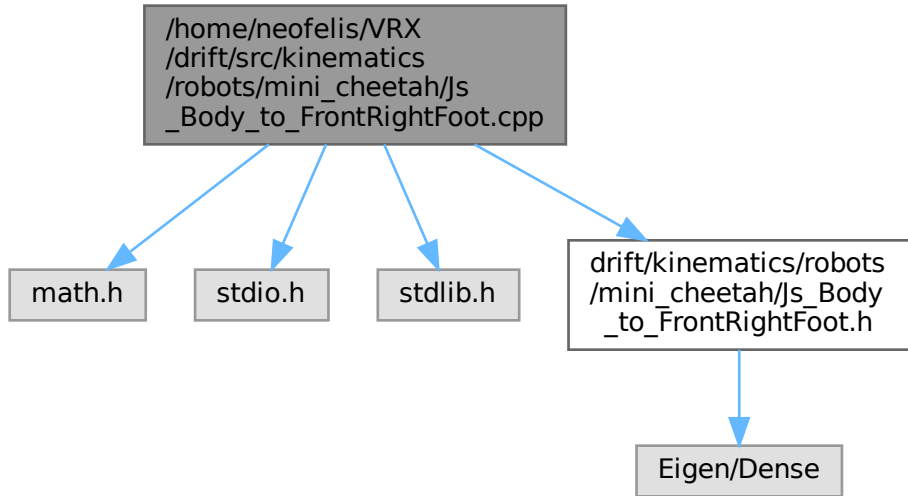 /home/neofelis/VRX
/drift/src/kinematics
/robots/mini_cheetah/Js
_Body_to_FrontRightFoot.cpp
math.h
stdio.h
stdlib.h
drift/kinematics/robots
/mini_cheetah/Js_Body
_to_FrontRightFoot.h
Eigen/Dense